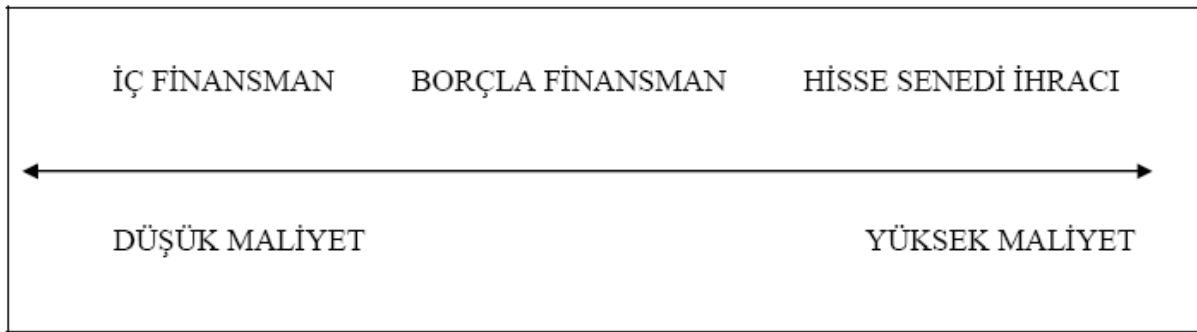 İÇ FİNANSMAN BORÇLA FİNANSMAN HİSSE SENEDİ İHRACI
DÜŞÜK MALİYET YÜKSEK MALİYET